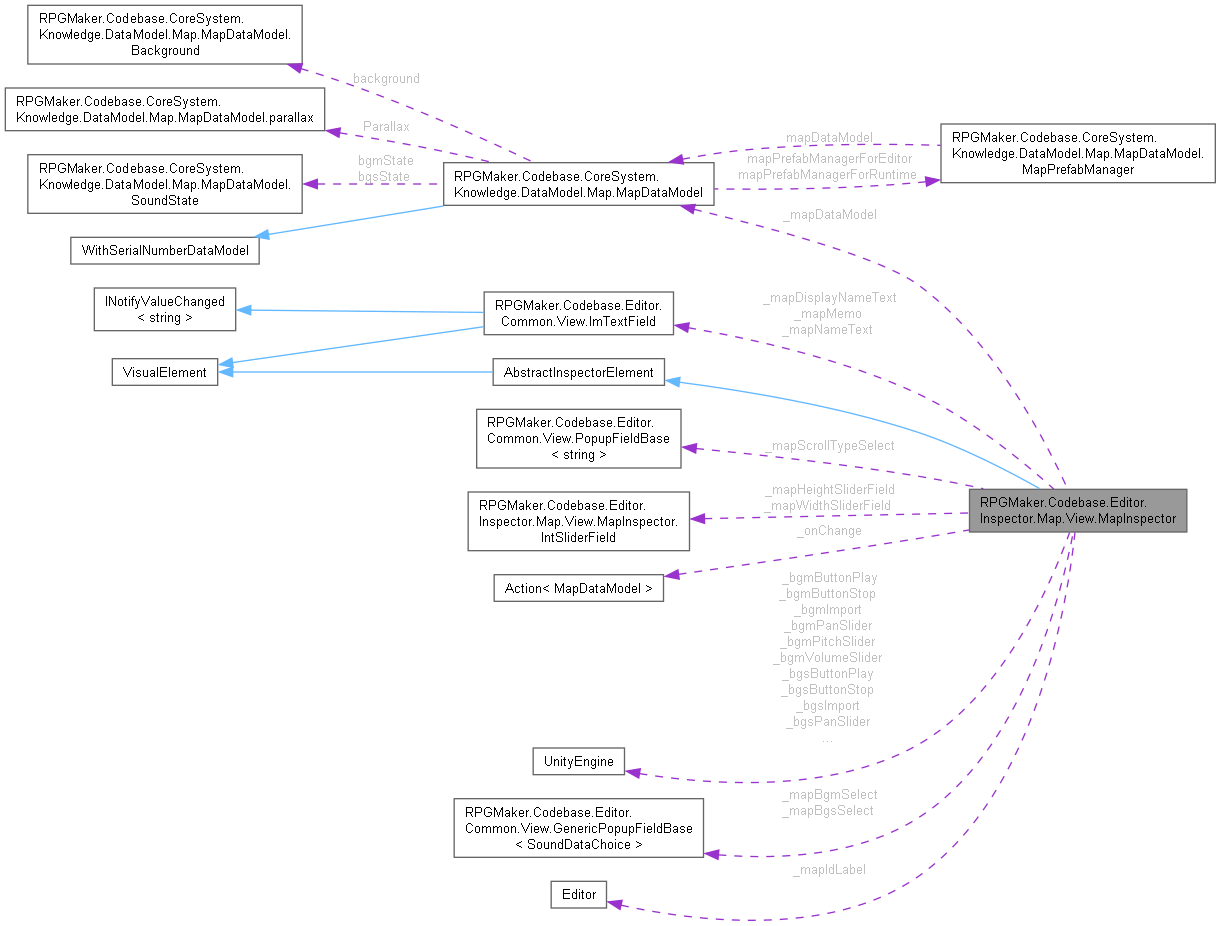 RPGMaker.Codebase.CoreSystem.
Knowledge.DataModel.Map.MapDataModel.
Background
background
RPGMaker.Codebase.CoreSystem.
Knowledge.DataModel.Map.MapDataModel.parallax
Parallax
RPGMaker.Codebase.CoreSystem.
Knowledge.DataModel.Map.MapDataModel.
SoundState
bgmState
bgsState
RPGMaker.Codebase.CoreSystem.
Knowledge.DataModel.Map.MapDataModel
mapDataModel
mapPrefabManagerForEditor
mapPrefabManagerForRuntime
RPGMaker.Codebase.CoreSystem.
Knowledge.DataModel.Map.MapDataModel.
MapPrefabManager
_mapDataModel
WithSerialNumberDataModel
INotifyValueChanged
< string >
RPGMaker.Codebase.Editor.
Common.View.ImTextField
_mapDisplayNameText
_mapMemo
_mapNameText
VisualElement
AbstractInspectorElement
RPGMaker.Codebase.Editor.
Common.View.PopupFieldBase
< string >
_mapScrollTypeSelect
RPGMaker.Codebase.Editor.
Inspector.Map.View.MapInspector.
IntSliderField
_mapHeightSliderField
_mapWidthSliderField
RPGMaker.Codebase.Editor.
Inspector.Map.View.MapInspector
_onChange
Action< MapDataModel >
_bgmButtonPlay
_bgmButtonStop
_bgmImport
_bgmPanSlider
_bgmPitchSlider
_bgmVolumeSlider
_bgsButtonPlay
_bgsButtonStop
_bgsImport
_bgsPanSlider
...
UnityEngine
_mapBgmSelect
_mapBgsSelect
RPGMaker.Codebase.Editor.
Common.View.GenericPopupFieldBase
< SoundDataChoice >
_mapIdLabel
Editor